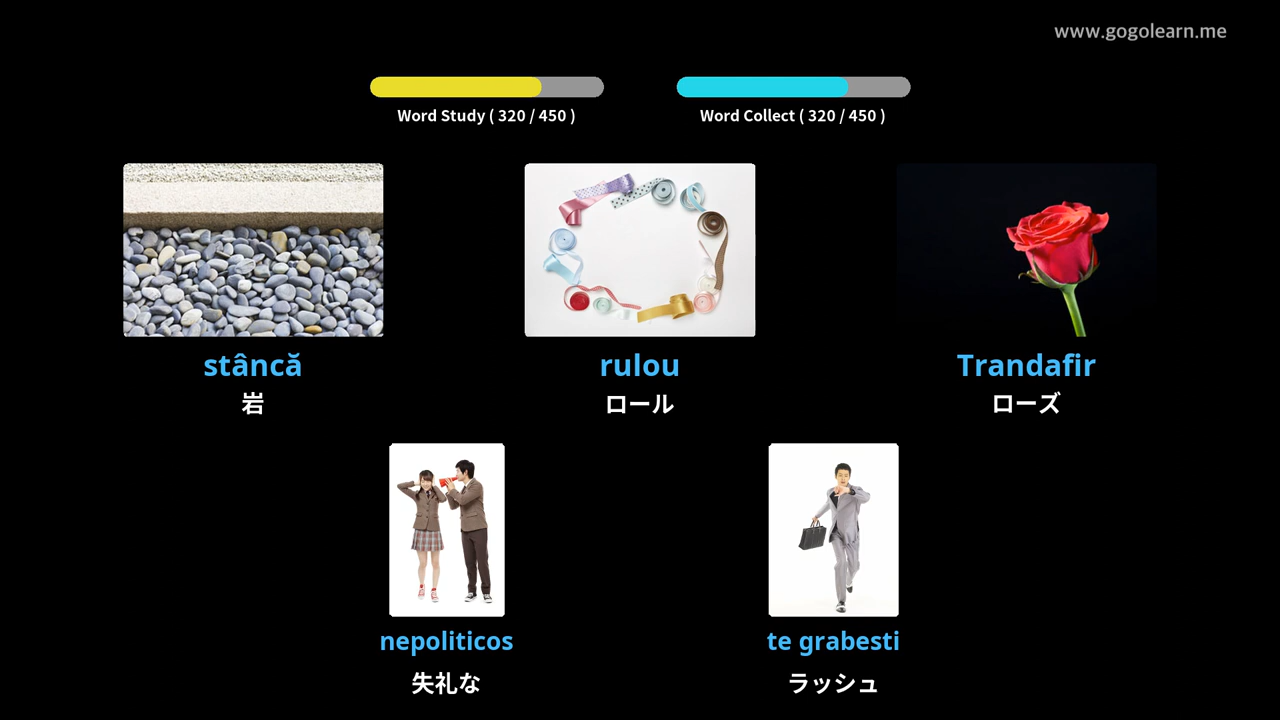 www.gogolearn.me
Word Study ( 320 / 450 )
Word Collect ( 320 / 450 )
stâncă
岩
rulou
ロール
Trandafir
ローズ
nepoliticos
失礼な
te grabesti
ラッシュ